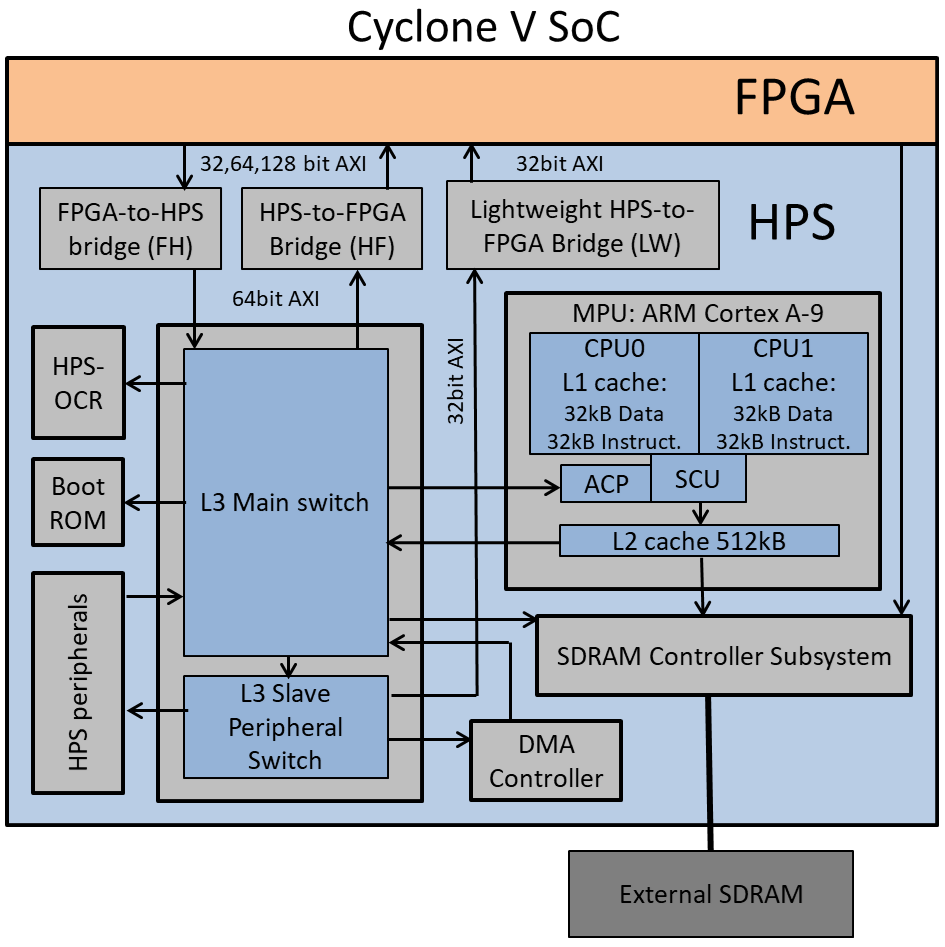 Cyclone V SoC
FPGA
32,64,128 bit AXI
32bit AXI
FPGA-to-HPS
bridge (FH)
HPS-to-FPGA
Bridge (HF)
Lightweight HPS-to-
FPGA Bridge (LW)
HPS
64bit AXI
MPU: ARM Cortex A-9
HPS-
OCR
CPU0
L1 cache:
32kB Data
32kB Instruct.
CPU1
L1 cache:
32kB Data
32kB Instruct.
32bit AXI
Boot
ROM
L3 Main switch
ACP
SCU
L2 cache 512kB
HPS peripherals
SDRAM Controller Subsystem
L3 Slave
Peripheral
Switch
DMA
Controller
External SDRAM